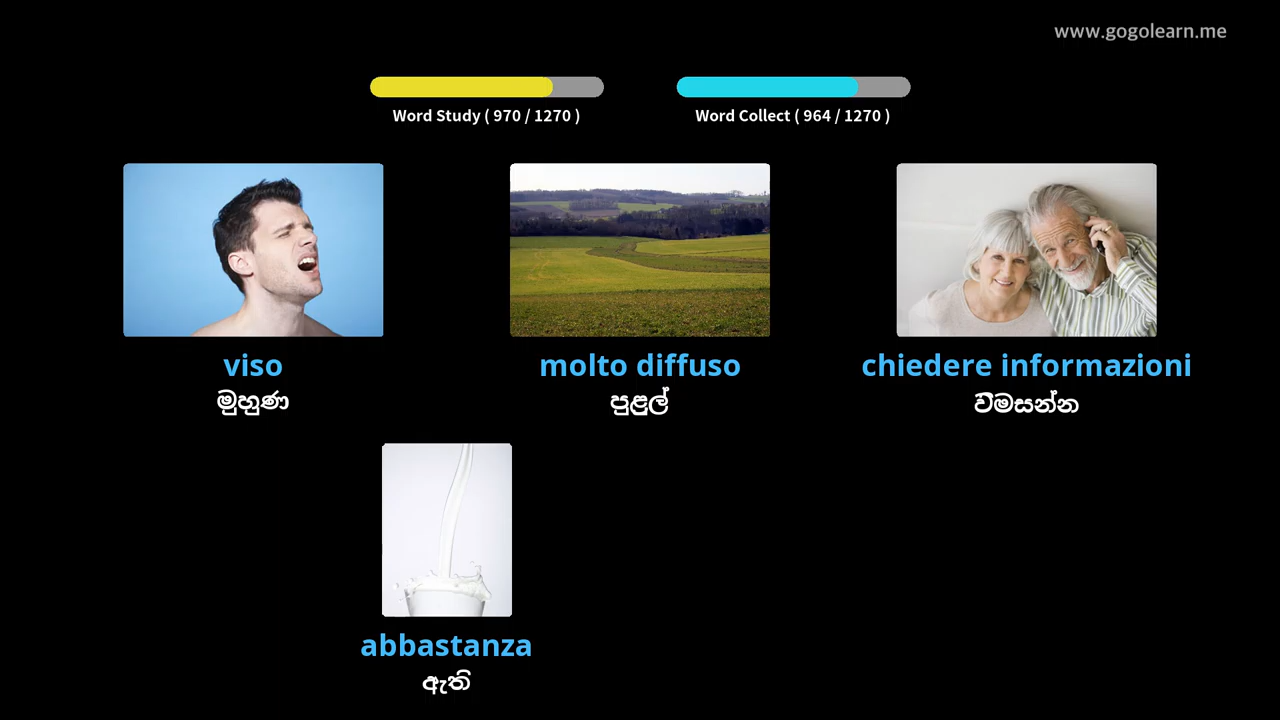 www.gogolearn.me
Word Study ( 970 / 1270 )
Word Collect ( 964 / 1270 )
viso
මුහුණ
molto diffuso
පුළුල්
chiedere informazioni
විමසන්න
abbastanza
ඇති